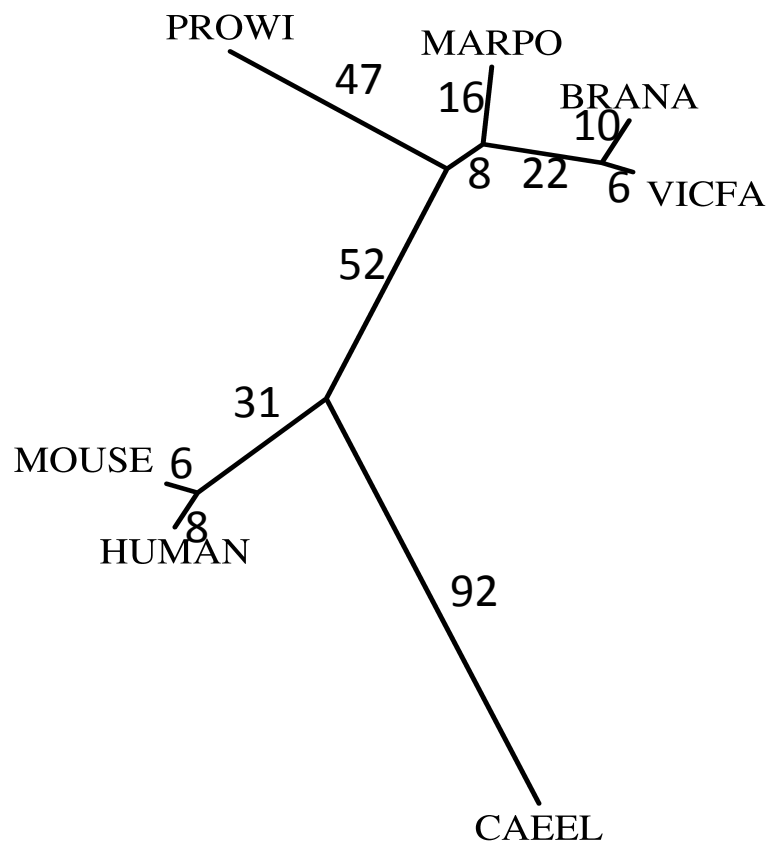 PROWI
MARPO
47
16
BRANA
10
8
22
6
VICFA
52
31
MOUSE
6
8
HUMAN
92
CAEEL